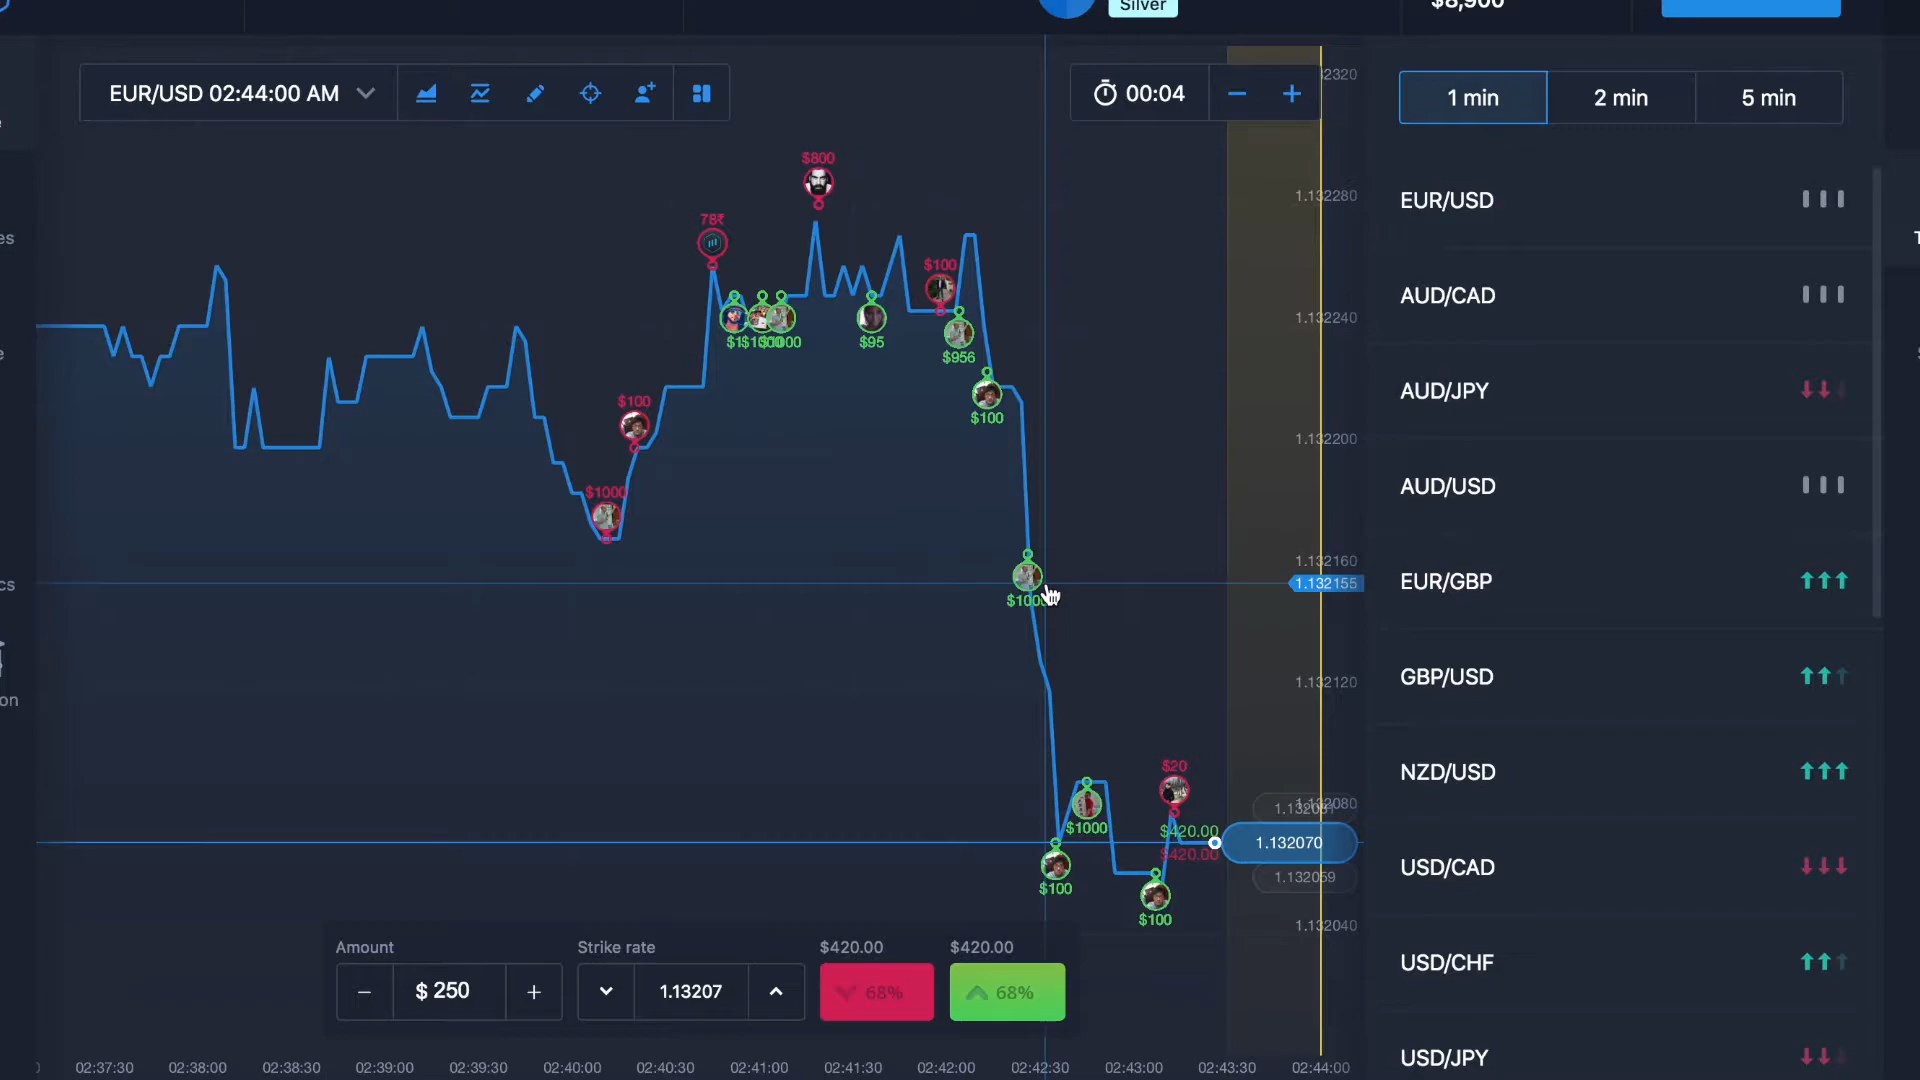 Silver
$8,900
EUR/USD 02:44:00 AM
00:04
1 min
2 min
5 min
EUR/USD
AUD/CAD
AUD/JPY
AUD/USD
EUR/GBP
GBP/USD
NZD/USD
USD/CAD
USD/CHF
USD/JPY
$800
78₹
$100
$95
$956
$100
$100
$1000
$1000
$100
$100
$20
$420.00
$420.00
1.132280
1.132240
1.132200
1.132160
1.132155
1.132120
1.132070
1.132059
1.132040
Amount
− $ 250 +
Strike rate
1.13207
$420.00
68%
$420.00
68%
02:37:30 02:38:00 02:38:30 02:39:00 02:39:30 02:40:00 02:40:30 02:41:00 02:41:30 02:42:00 02:42:30 02:43:00 02:43:30 02:44:00